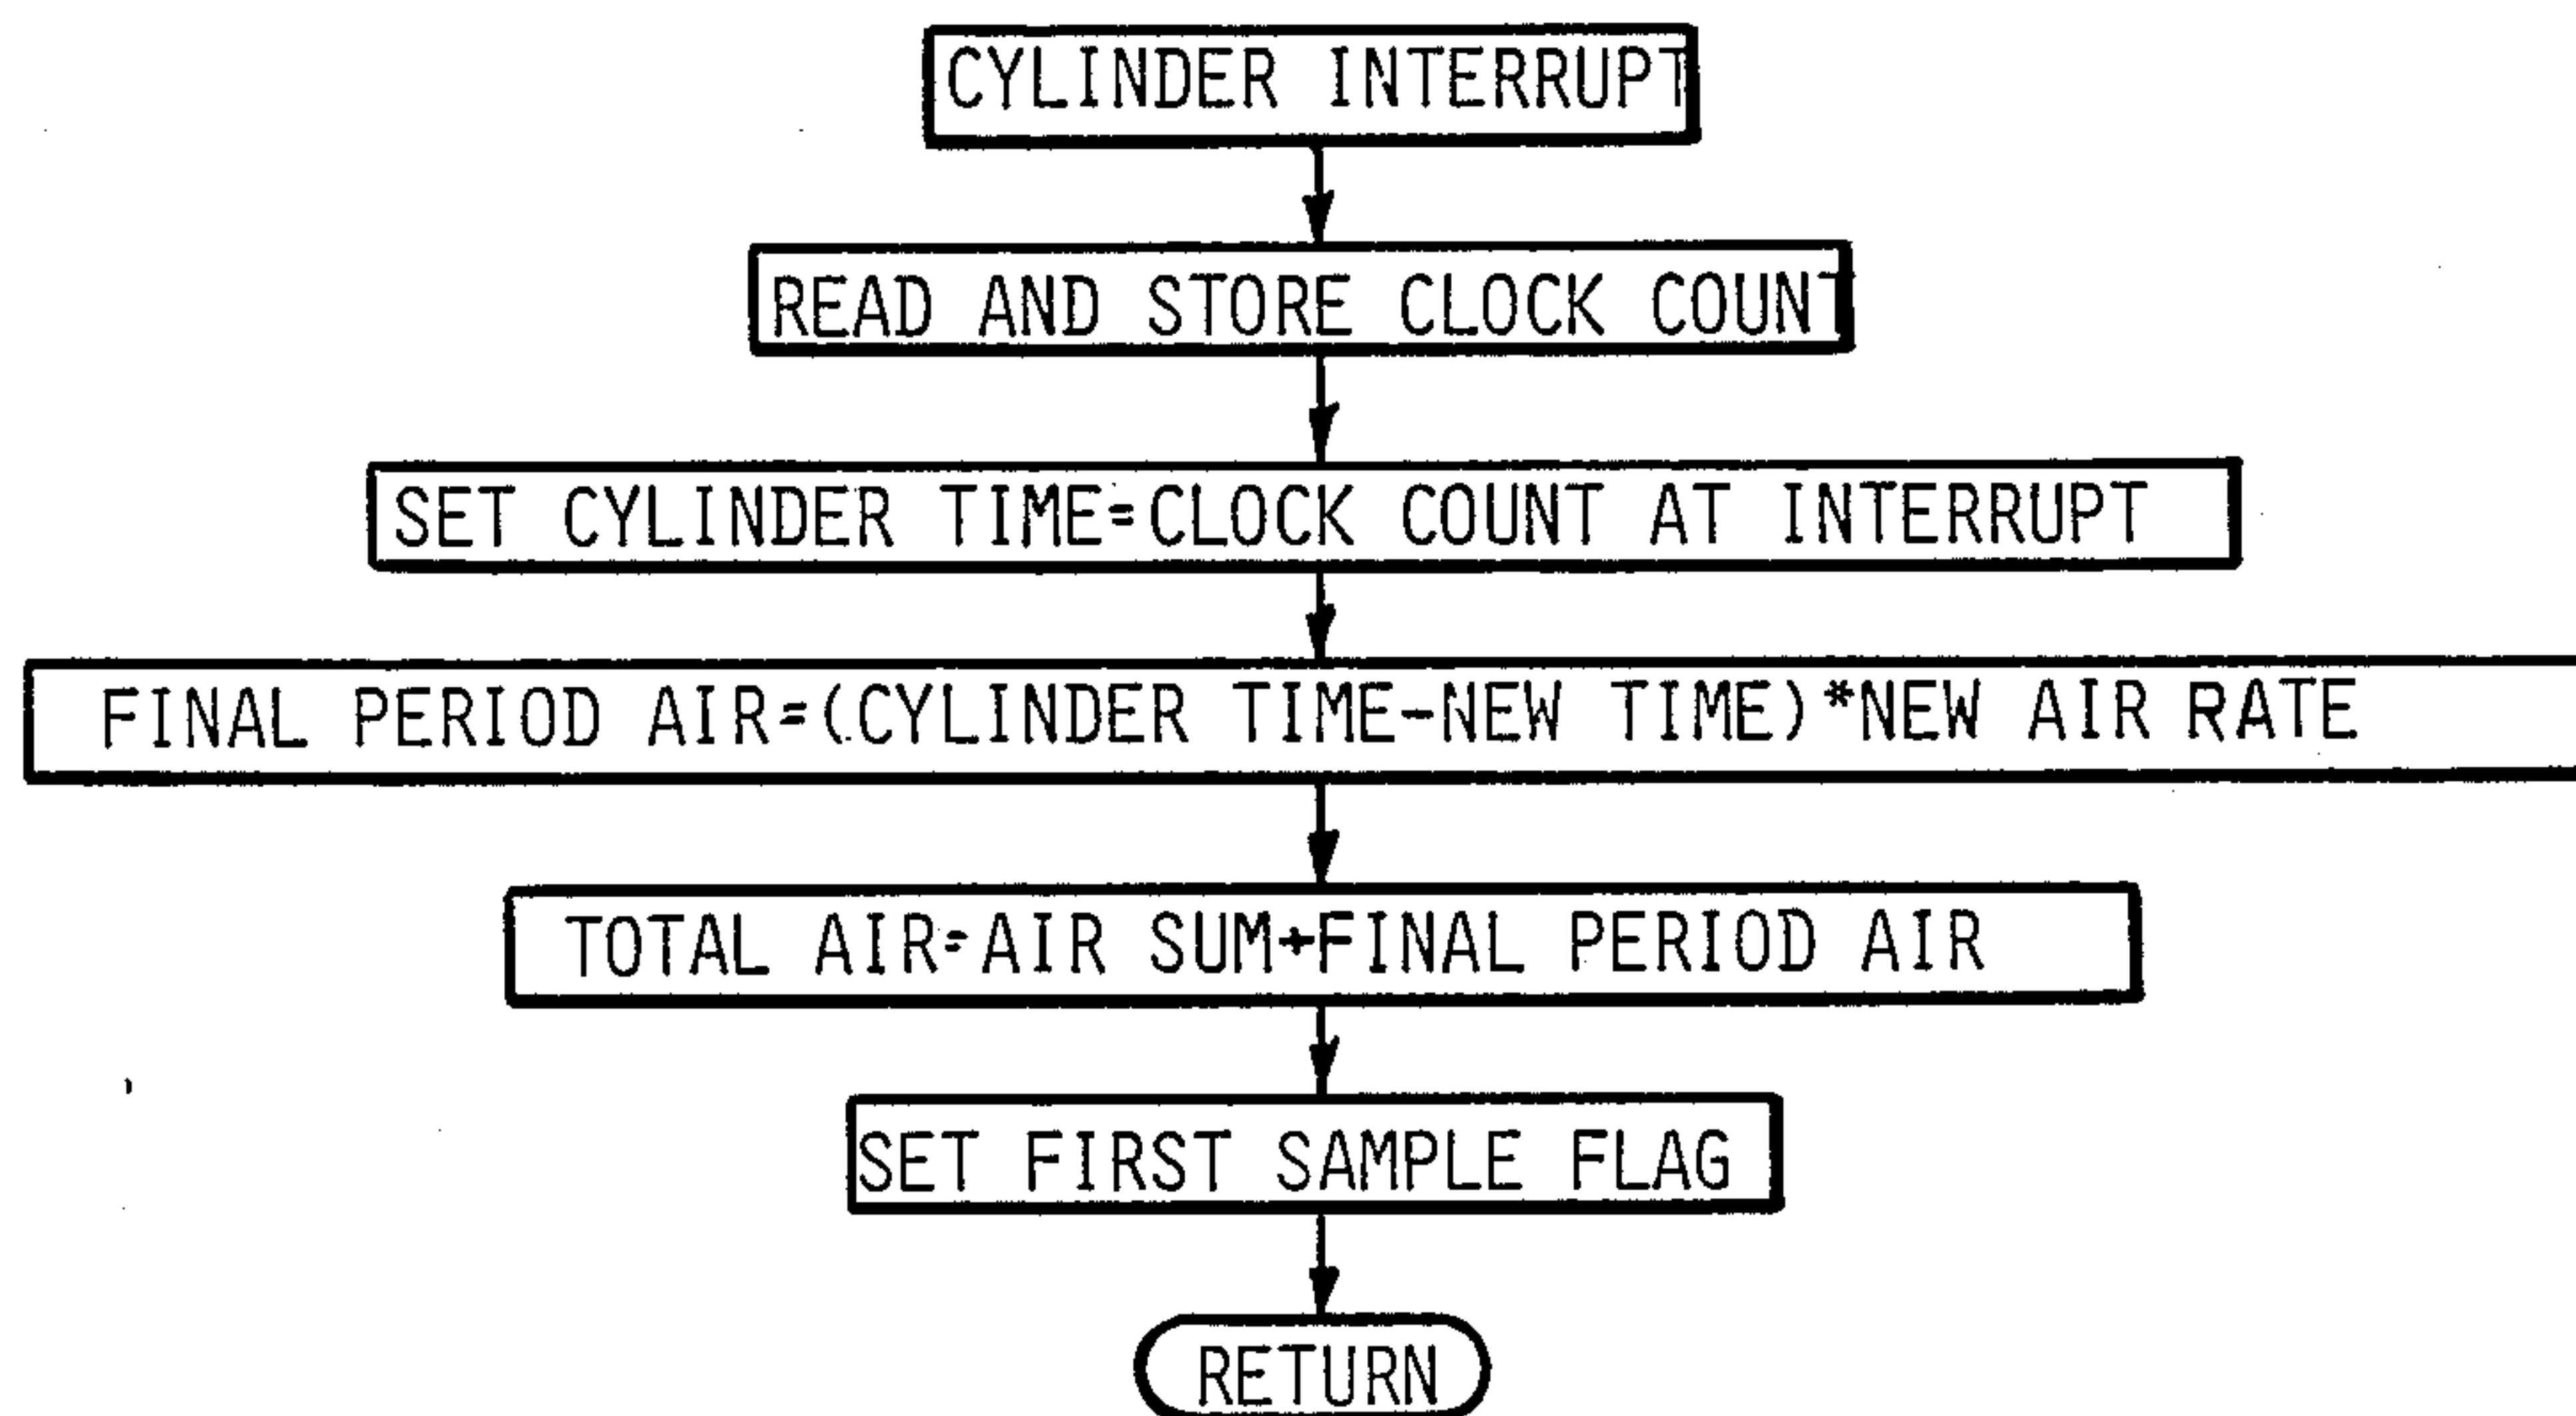 CYLINDER INTERRUPT
READ AND STORE CLOCK COUNT
SET CYLINDER TIME=CLOCK COUNT AT INTERRUPT
FINAL PERIOD AIR=(CYLINDER TIME-NEW TIME)*NEW AIR RATE
TOTAL AIR=AIR SUM+FINAL PERIOD AIR
SET FIRST SAMPLE FLAG
RETURN